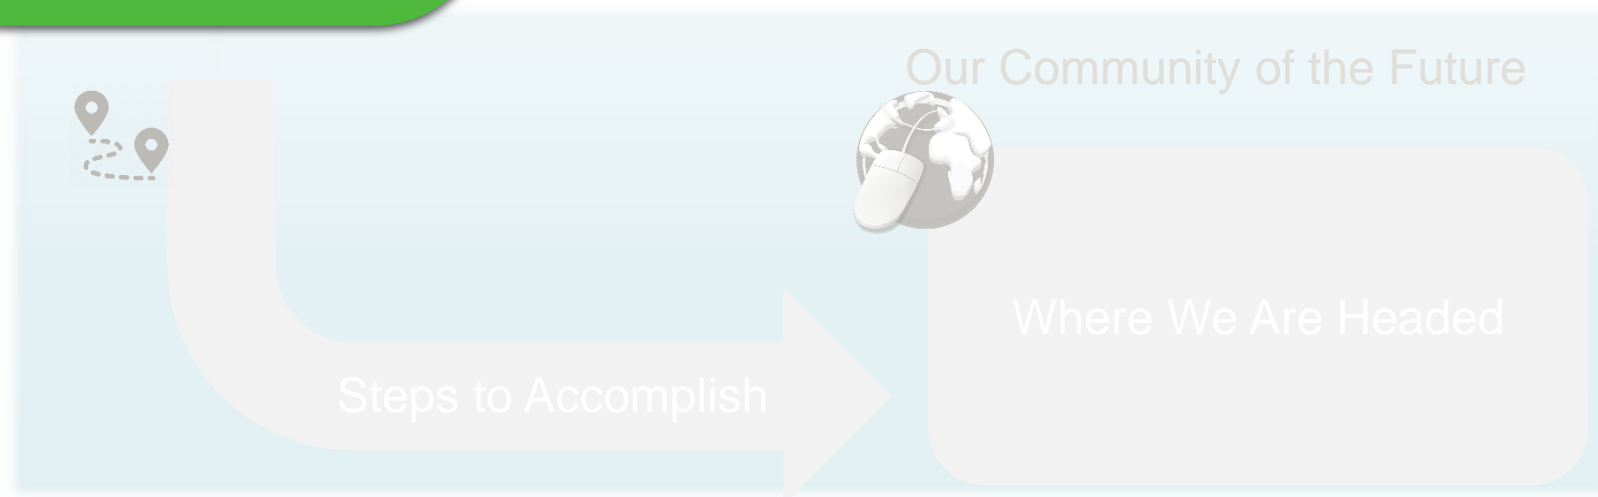 Our Community of the Future
Where We Are Headed
Steps to Accomplish